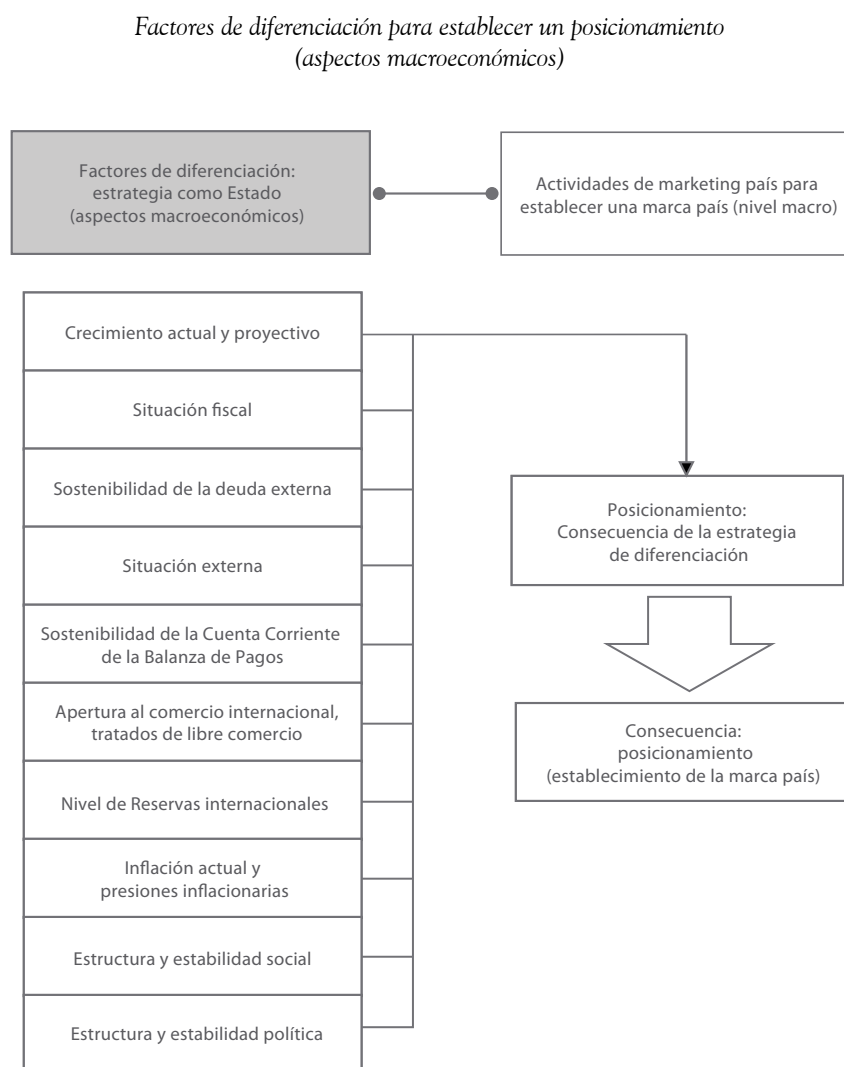 Factores de diferenciación para establecer un posicionamiento
(aspectos macroeconómicos)
Factores de diferenciación:
estrategia como Estado
(aspectos macroeconómicos)
Actividades de marketing país para
establecer una marca país (nivel macro)
Crecimiento actual y proyectivo
Situación fiscal
Sostenibilidad de la deuda externa
Situación externa
Sostenibilidad de la Cuenta Corriente
de la Balanza de Pagos
Apertura al comercio internacional,
tratados de libre comercio
Nivel de Reservas internacionales
Inflación actual y
presiones inflacionarias
Estructura y estabilidad social
Estructura y estabilidad política
Posicionamiento:
Consecuencia de la estrategia
de diferenciación
Consecuencia:
posicionamiento
(establecimiento de la marca país)